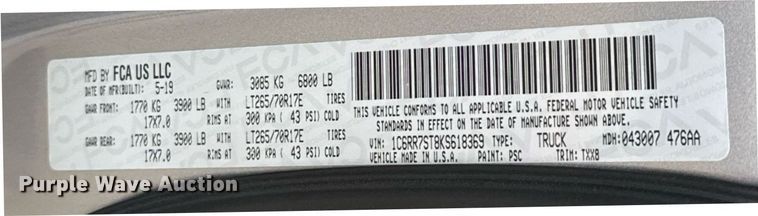 MFD BY FCA US LLC
DATE OF MFR(BUILT): 5-19 GVWR: 3085 KG 6800 LB
GAWR FRONT: 1770 KG 3900 LB WITH LT265/70R17E TIRES
17X7.0 RIMS AT 300 KPA ( 43 PSI) COLD
GAWR REAR: 1770 KG 3900 LB WITH LT265/70R17E TIRES
17X7.0 RIMS AT 300 KPA ( 43 PSI) COLD
THIS VEHICLE CONFORMS TO ALL APPLICABLE U.S.A. FEDERAL MOTOR VEHICLE SAFETY
STANDARDS IN EFFECT ON THE DATE OF MANUFACTURE SHOWN ABOVE.
VIN: 1C6RR7ST8KS618369 TYPE: TRUCK MDH: 043007 476AA
VEHICLE MADE IN U.S.A. PAINT: PSC TRIM: TXX8
Purple Wave Auction